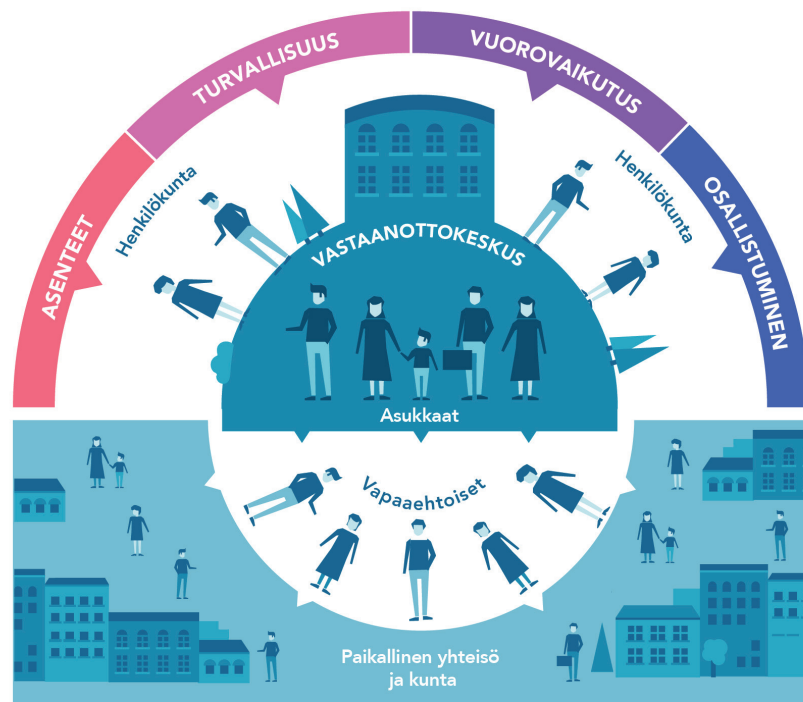 ASENTEET
TURVALLISUUS
VUOROVAIKUTUS
OSALLISTUMINEN
Henkilökunta
Henkilökunta
VASTAANOTTOKESKUS
Asukkaat
Vapaaehtoiset
Paikallinen yhteisö
ja kunta